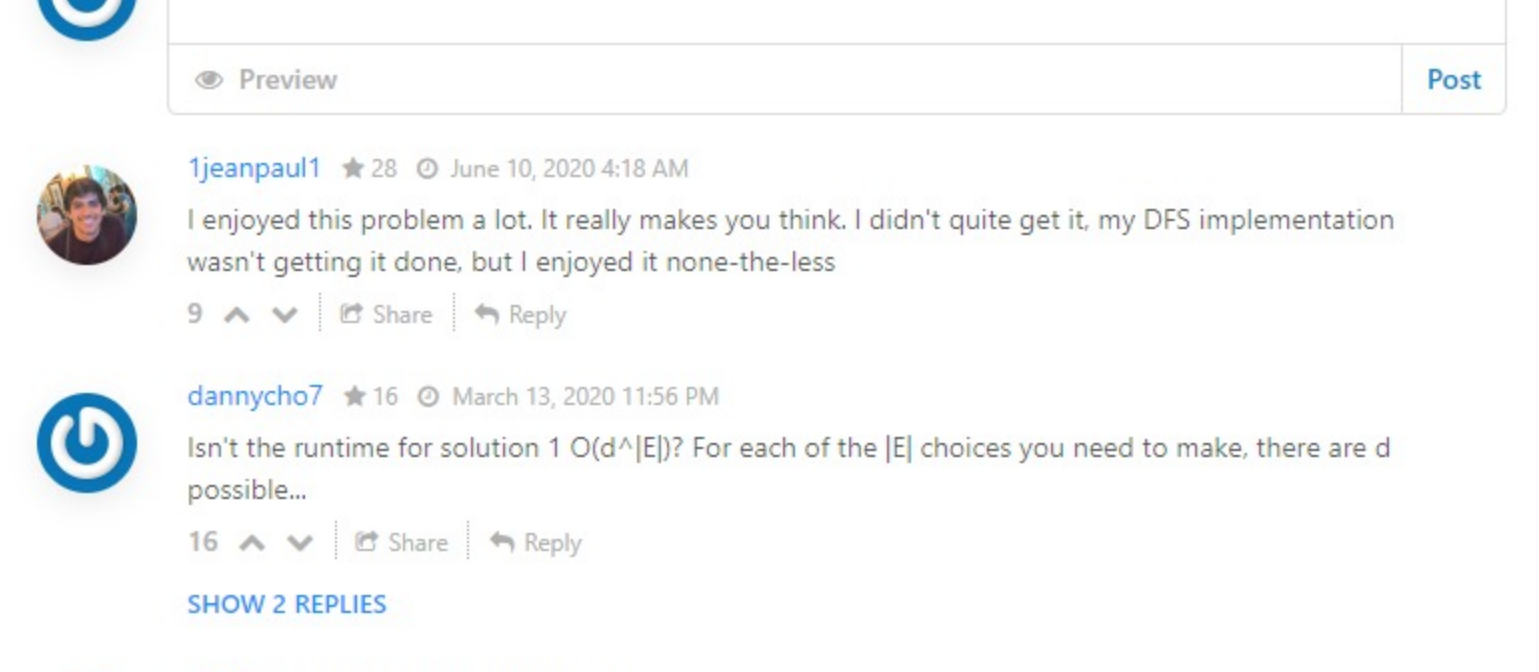 Preview Post
1jeanpaul1 28 June 10, 2020 4:18 AM
I enjoyed this problem a lot. It really makes you think. I didn't quite get it, my DFS implementation
wasn't getting it done, but I enjoyed it none-the-less
9 Share Reply
dannycho7 16 March 13, 2020 11:56 PM
Isn't the runtime for solution 1 O(d^|E|)? For each of the |E| choices you need to make, there are d
possible...
16 Share Reply
SHOW 2 REPLIES